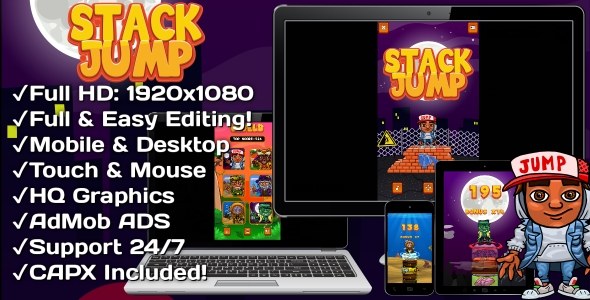 STACK
JUMP
✓Full HD: 1920x1080
✓Full & Easy Editing!
✓Mobile & Desktop
✓Touch & Mouse
✓HQ Graphics
✓AdMob ADS
✓Support 24/7
✓CAPX Included!
STACK
JUMP
138
195
JUMP